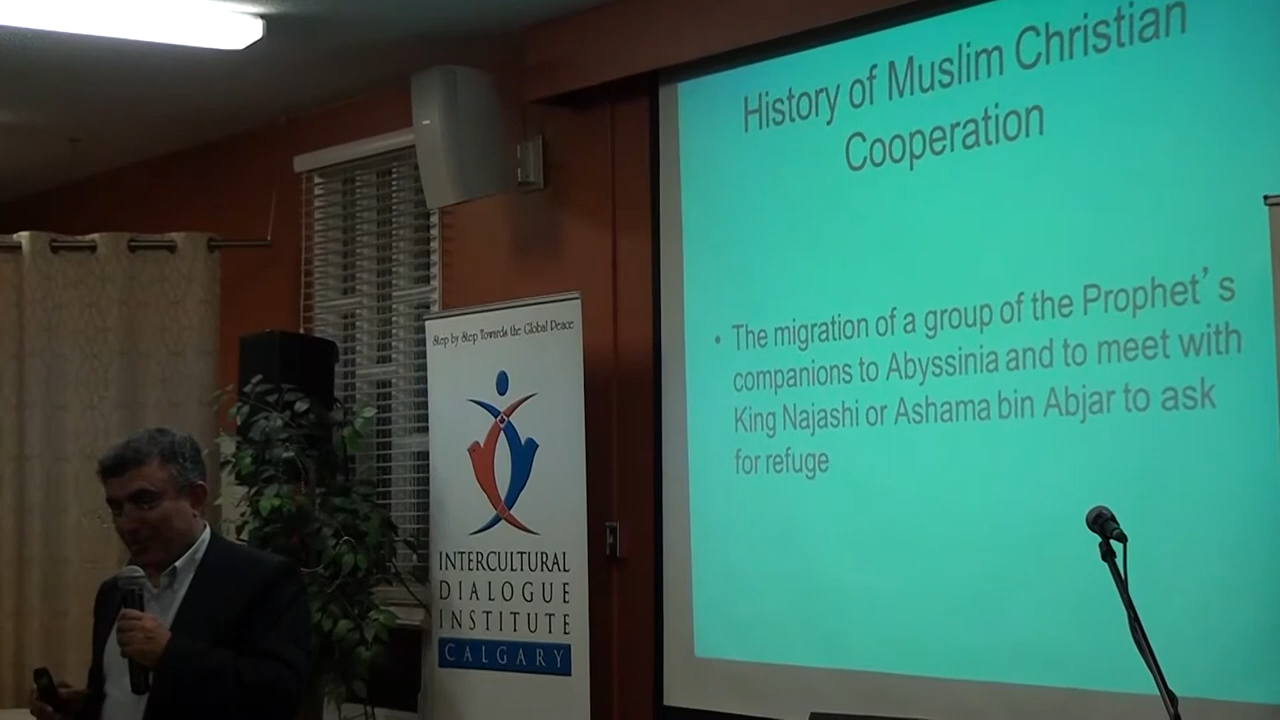 History of Muslim Christian
Cooperation
• The migration of a group of the Prophet's
companions to Abyssinia and to meet with
King Najashi or Ashama bin Abjar to ask
for refuge
Step by Step Towards the Global Peace
INTERCULTURAL
DIALOGUE
INSTITUTE
CALGARY